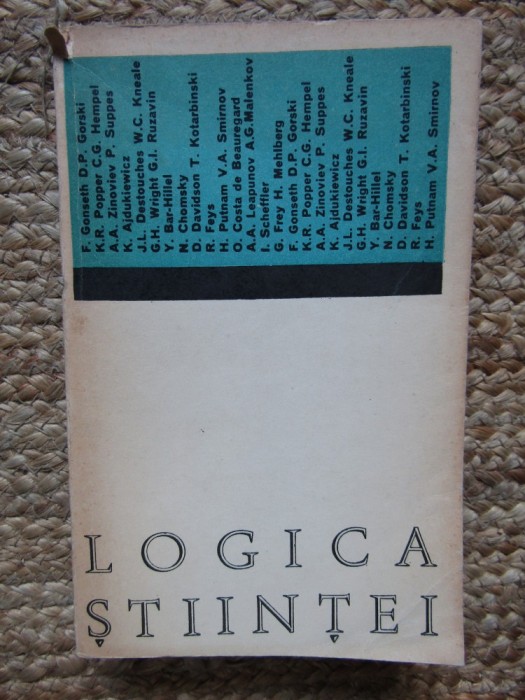 F. Gonseth D.P. Gorski
K.R. Popper C.G. Hempel
A.A. Zinoviev P. Suppes
K. Ajdukiewicz
J.L. Destouches W.C. Kneale
G.H. Wright G.I. Ruzavin
Y. Bar-Hillel
N. Chomsky
D. Davidson T. Kotarbinski
R. Feys
H. Putnam V.A. Smirnov
O. Costa de Beauregard
A.A. Leapunov A.G. Malenkov
I. Scheffler
G. Frey H. Mehlberg
F. Gonseth D.P. Gorski
K.R. Popper C.G. Hempel
A.A. Zinoviev P. Suppes
K. Ajdukiewicz
J.L. Destouches W.C. Kneale
G.H. Wright G.I. Ruzavin
Y. Bar-Hillel
N. Chomsky
D. Davidson T. Kotarbinski
R. Feys
H. Putnam V.A. Smirnov
LOGICA
ȘTIINȚEI